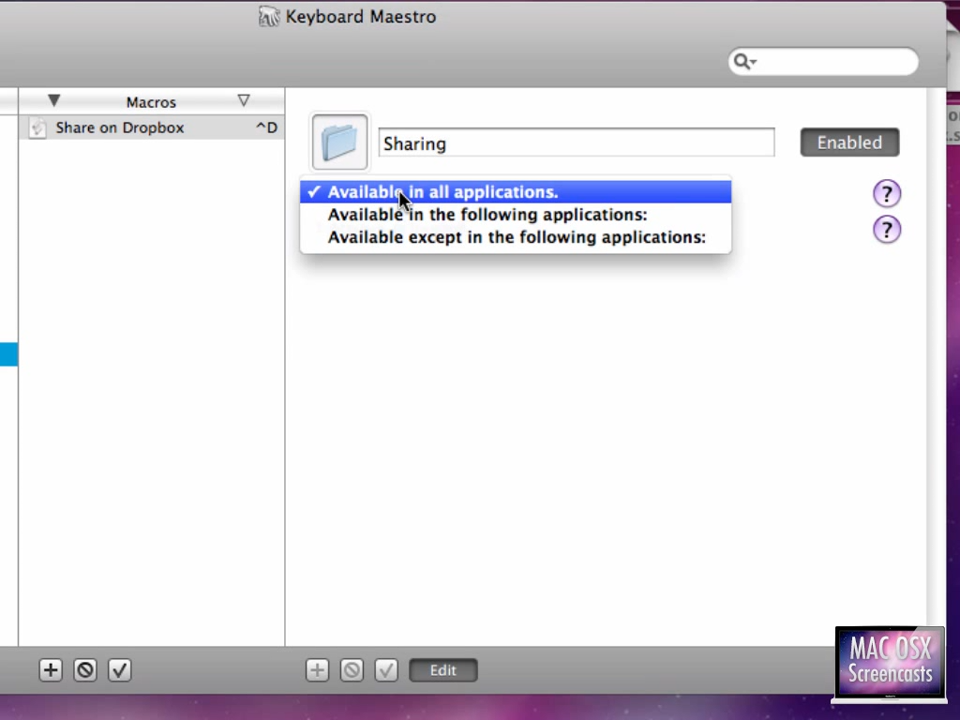 Keyboard Maestro
Macros
Share on Dropbox ^D
Sharing
Enabled
✓ Available in all applications.
Available in the following applications:
Available except in the following applications:
?
?
Edit
MAC OSX
Screencasts